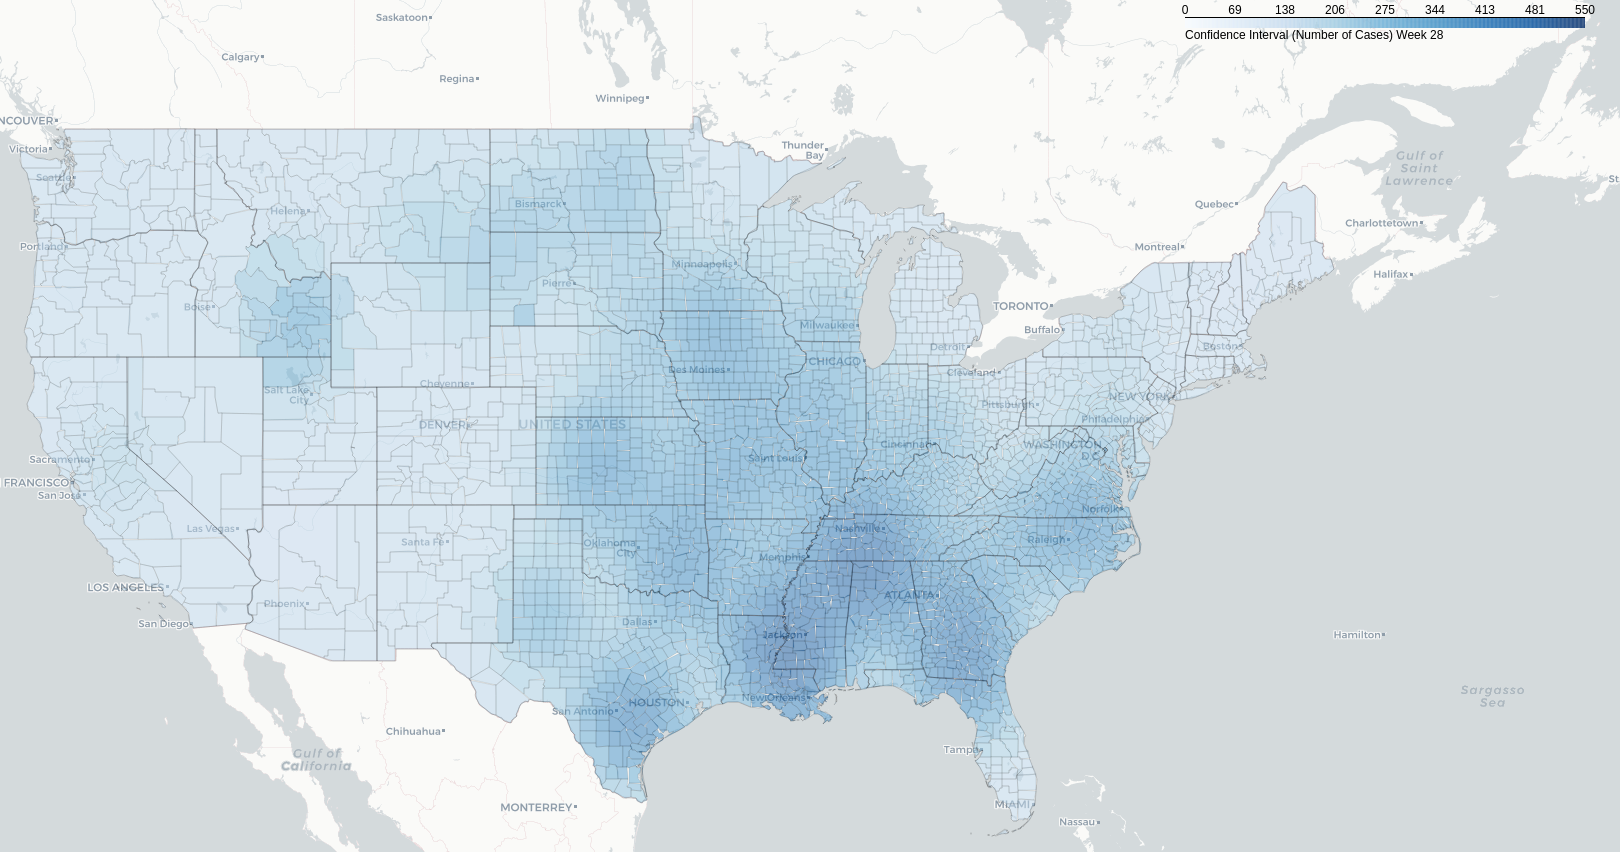 0 69 138 206 275 344 413 481 550
Confidence Interval (Number of Cases) Week 28
Saskatoon
Calgary
Regina
Winnipeg
NCOUVER
Victoria
Thunder
Bay
Gulf of
Saint
Lawrence
St
Seattle
Helena
Bismarck
Quebec
Charlottetown
Portland
Montreal
Minneapolis
Halifax
Pierre
Boise
TORONTO
Buffalo
Milwaukee
Detroit
Boston
CHICAGO
Des Moines
Cleveland
Cheyenne
Salt Lake
City
NEW YORK
Pittsburgh
Philadelphia
DENVER
UNITED STATES
Cincinnati
WASHINGTON
D.C.
Sacramento
Saint Louis
FRANCISCO
San Jose
Norfolk
Las Vegas
Nashville
Santa Fe
Oklahoma
City
Raleigh
Memphis
LOS ANGELES
ATLANTA
Phoenix
San Diego
Dallas
Jackson
Hamilton
Sargasso
Sea
New Orleans
HOUSTON
San Antonio
Chihuahua
Gulf of
California
Tampa
MONTERREY
MIAMI
Nassau